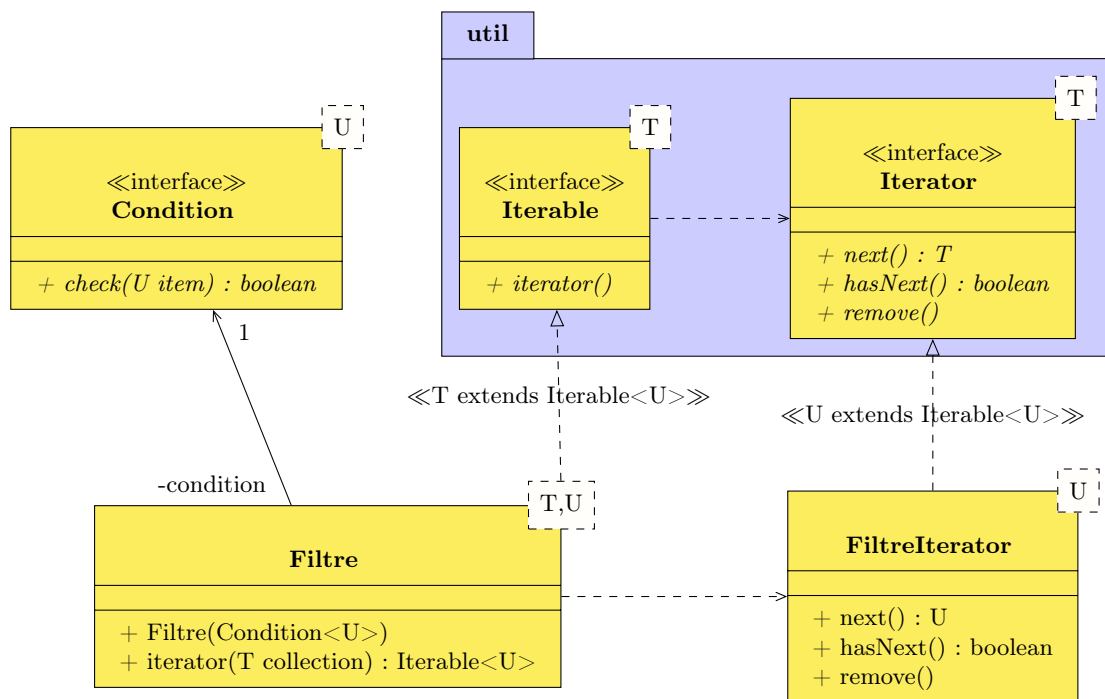 util
U
≪interface≫
Condition
+ check(U item) : boolean
T
≪interface≫
Iterable
+ iterator()
T
≪interface≫
Iterator
+ next() : T
+ hasNext() : boolean
+ remove()
1
-condition
≪T extends Iterable<U>≫
≪U extends Iterable<U>≫
T,U
Filtre
+ Filtre(Condition<U>)
+ iterator(T collection) : Iterable<U>
U
FiltreIterator
+ next() : U
+ hasNext() : boolean
+ remove()